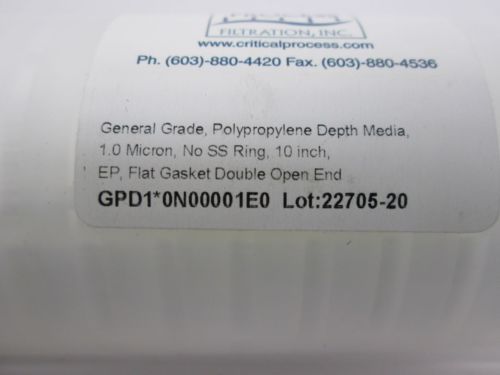 FILTRATION, INC.
www.criticalprocess.com
Ph. (603)-880-4420 Fax. (603)-880-4536
General Grade, Polypropylene Depth Media,
1.0 Micron, No SS Ring, 10 inch,
EP, Flat Gasket Double Open End
GPD1*0N00001E0 Lot:22705-20